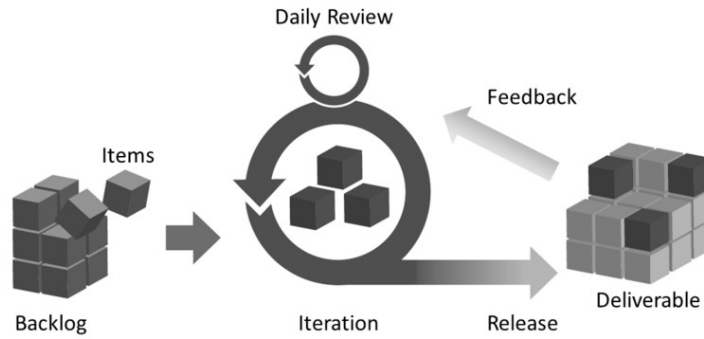 Daily Review
Feedback
Items
Backlog
Iteration
Release
Deliverable